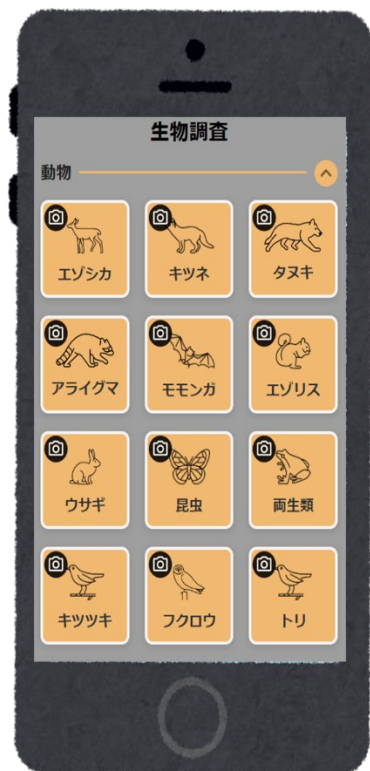 生物調査
動物
エゾシカ
キツネ
タヌキ
アライグマ
モモンガ
エゾリス
ウサギ
昆虫
両生類
キツツキ
フクロウ
トリ